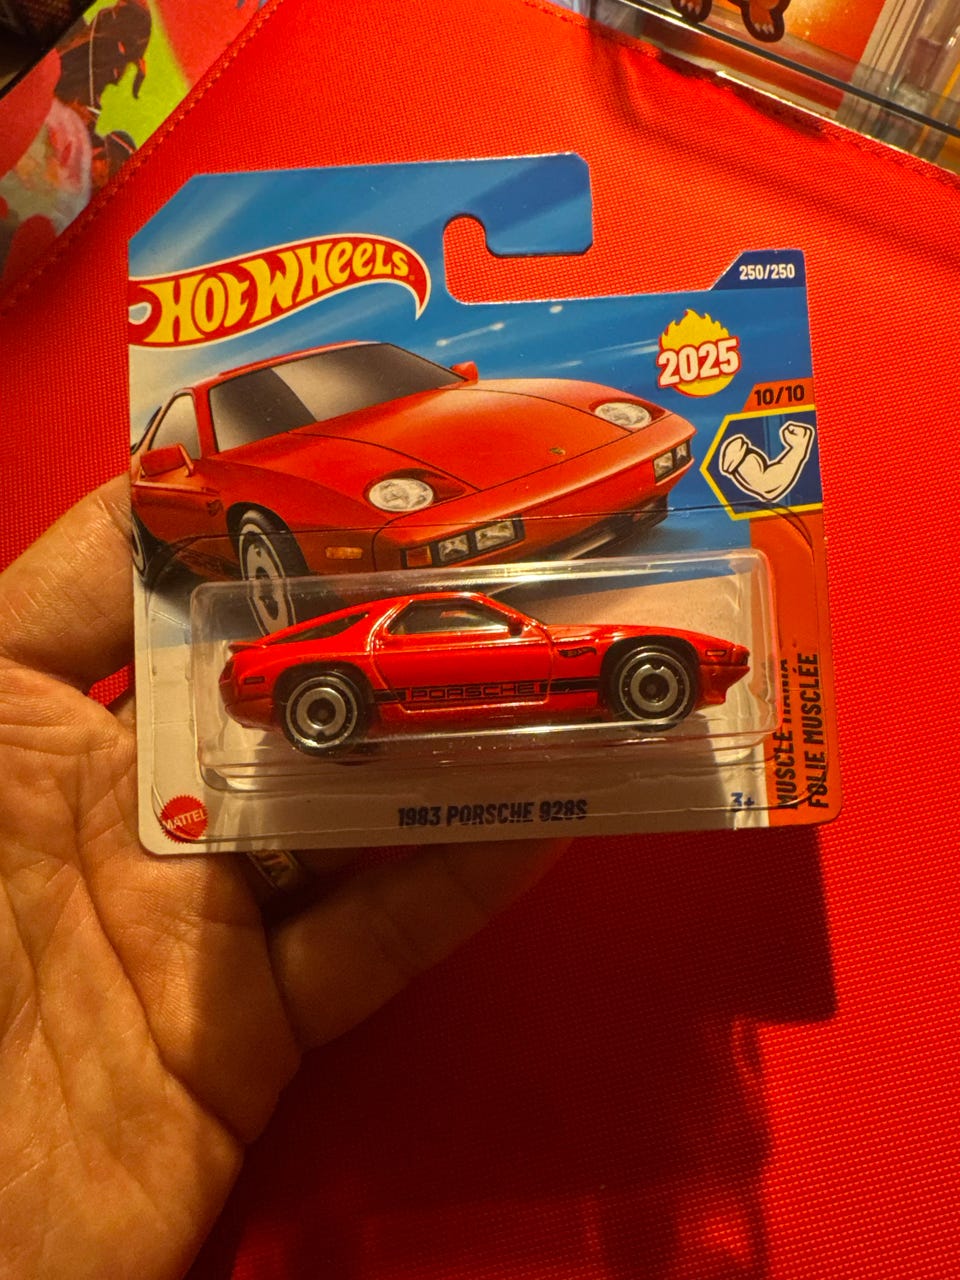 HOT WHEELS
250/250
2025
10/10
PORSCHE
MUSCLE MANIA
FOLIE MUSCLÉE
MATTEL
1983 PORSCHE 928S
3+